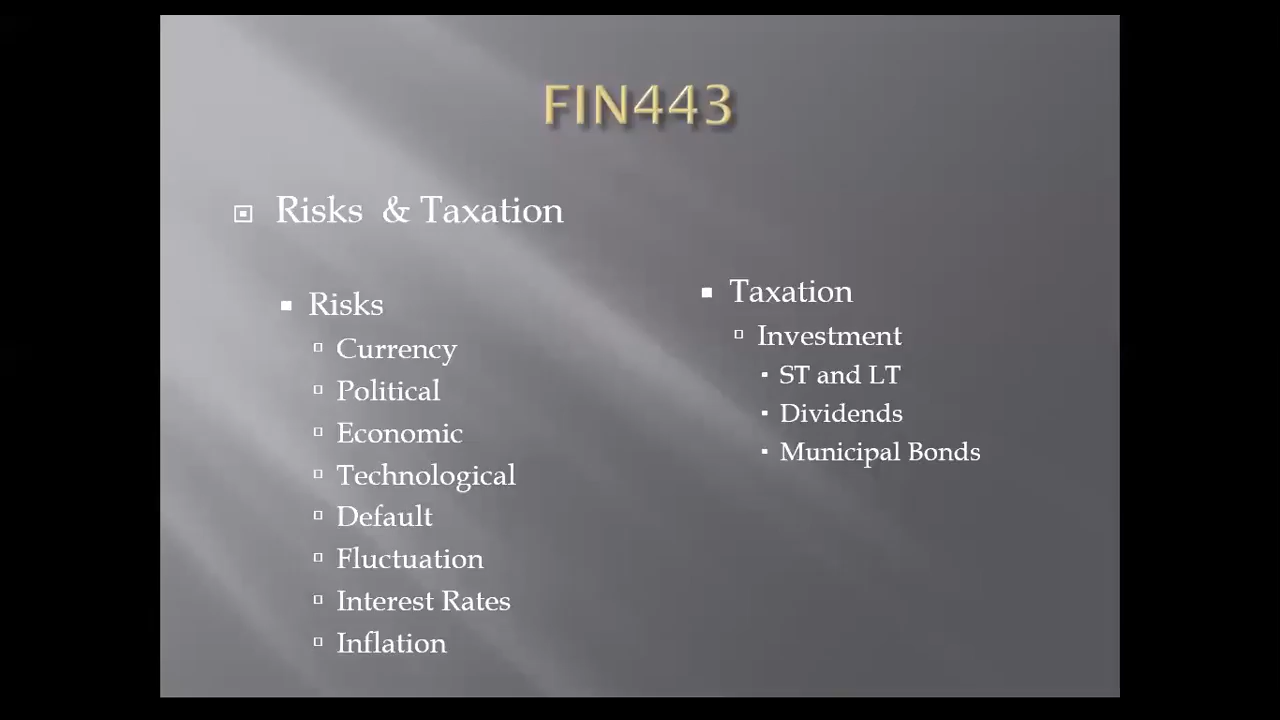 FIN443
Risks & Taxation
Risks
Currency
Political
Economic
Technological
Default
Fluctuation
Interest Rates
Inflation
Taxation
Investment
ST and LT
Dividends
Municipal Bonds